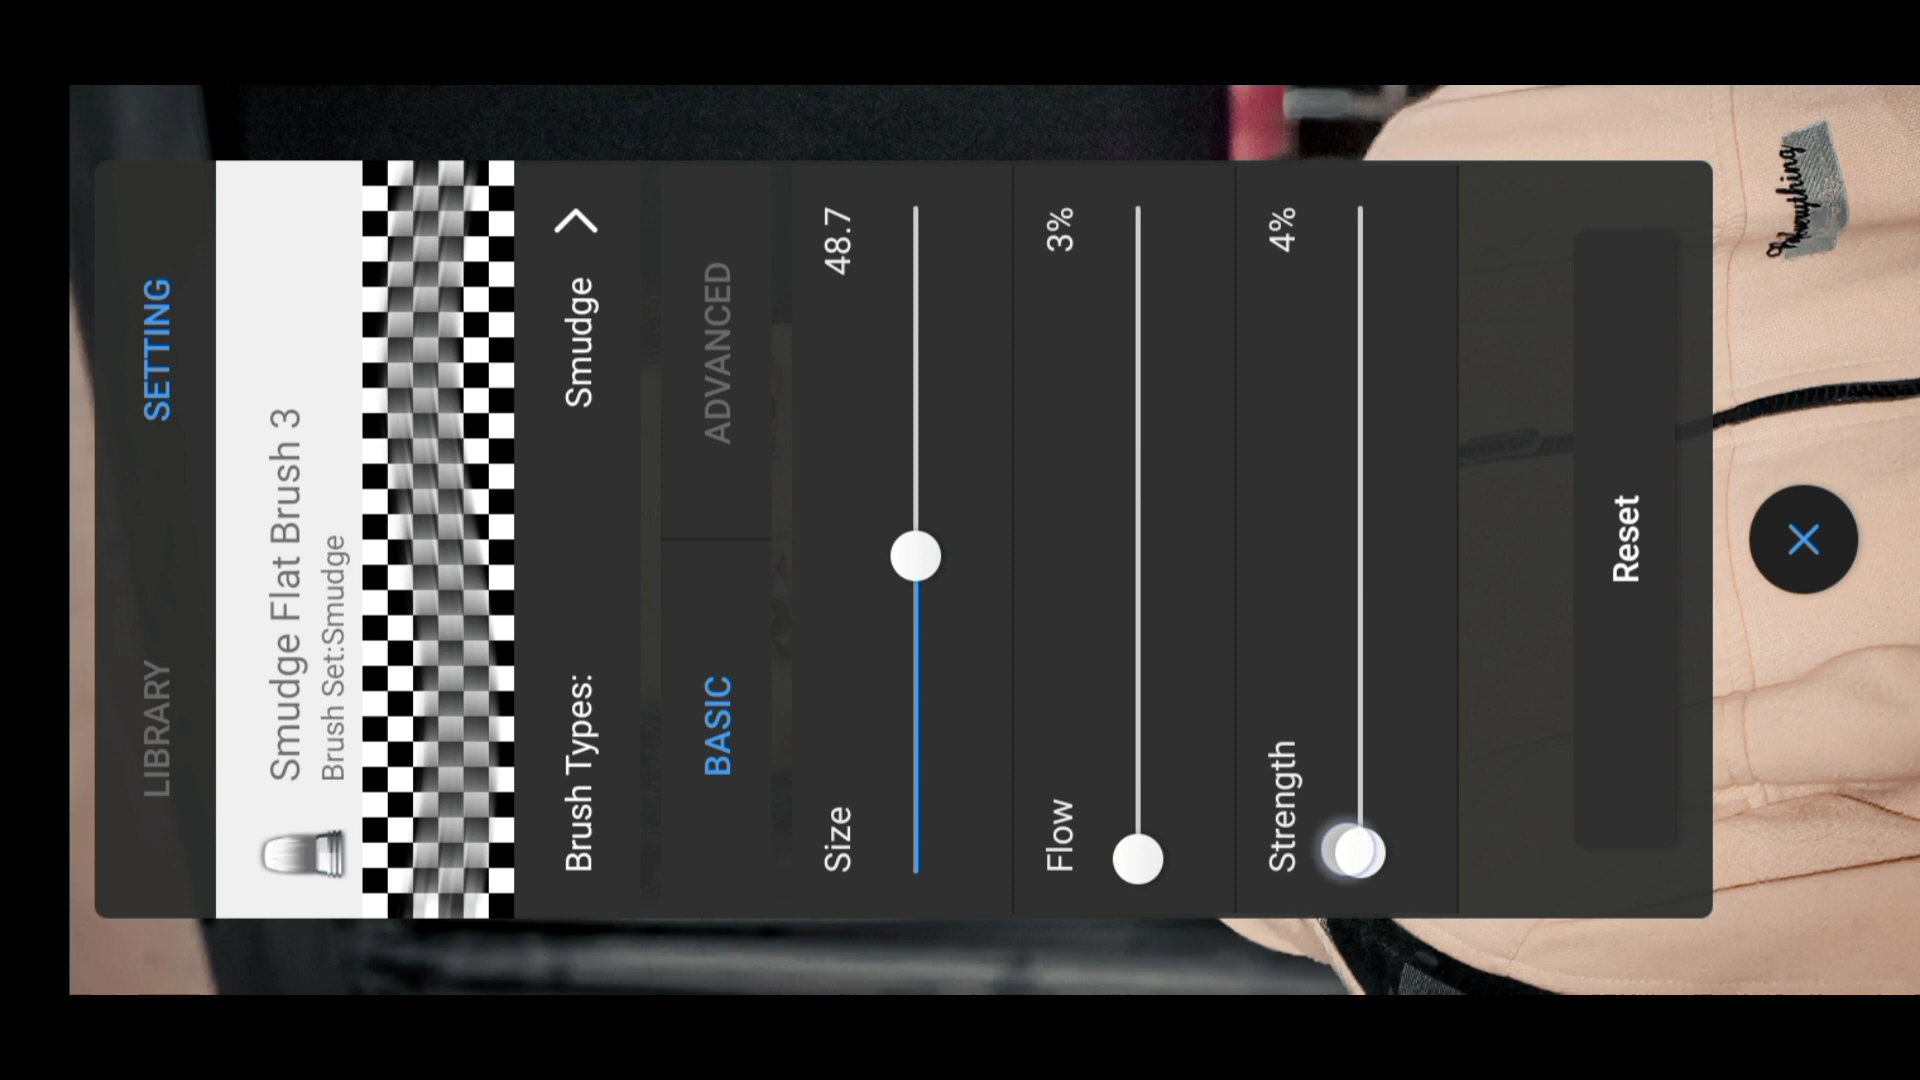 LIBRARY SETTING
Smudge Flat Brush 3
Brush Set:Smudge
Brush Types: Smudge
BASIC ADVANCED
Size 48.7
Flow 3%
Strength 4%
Reset